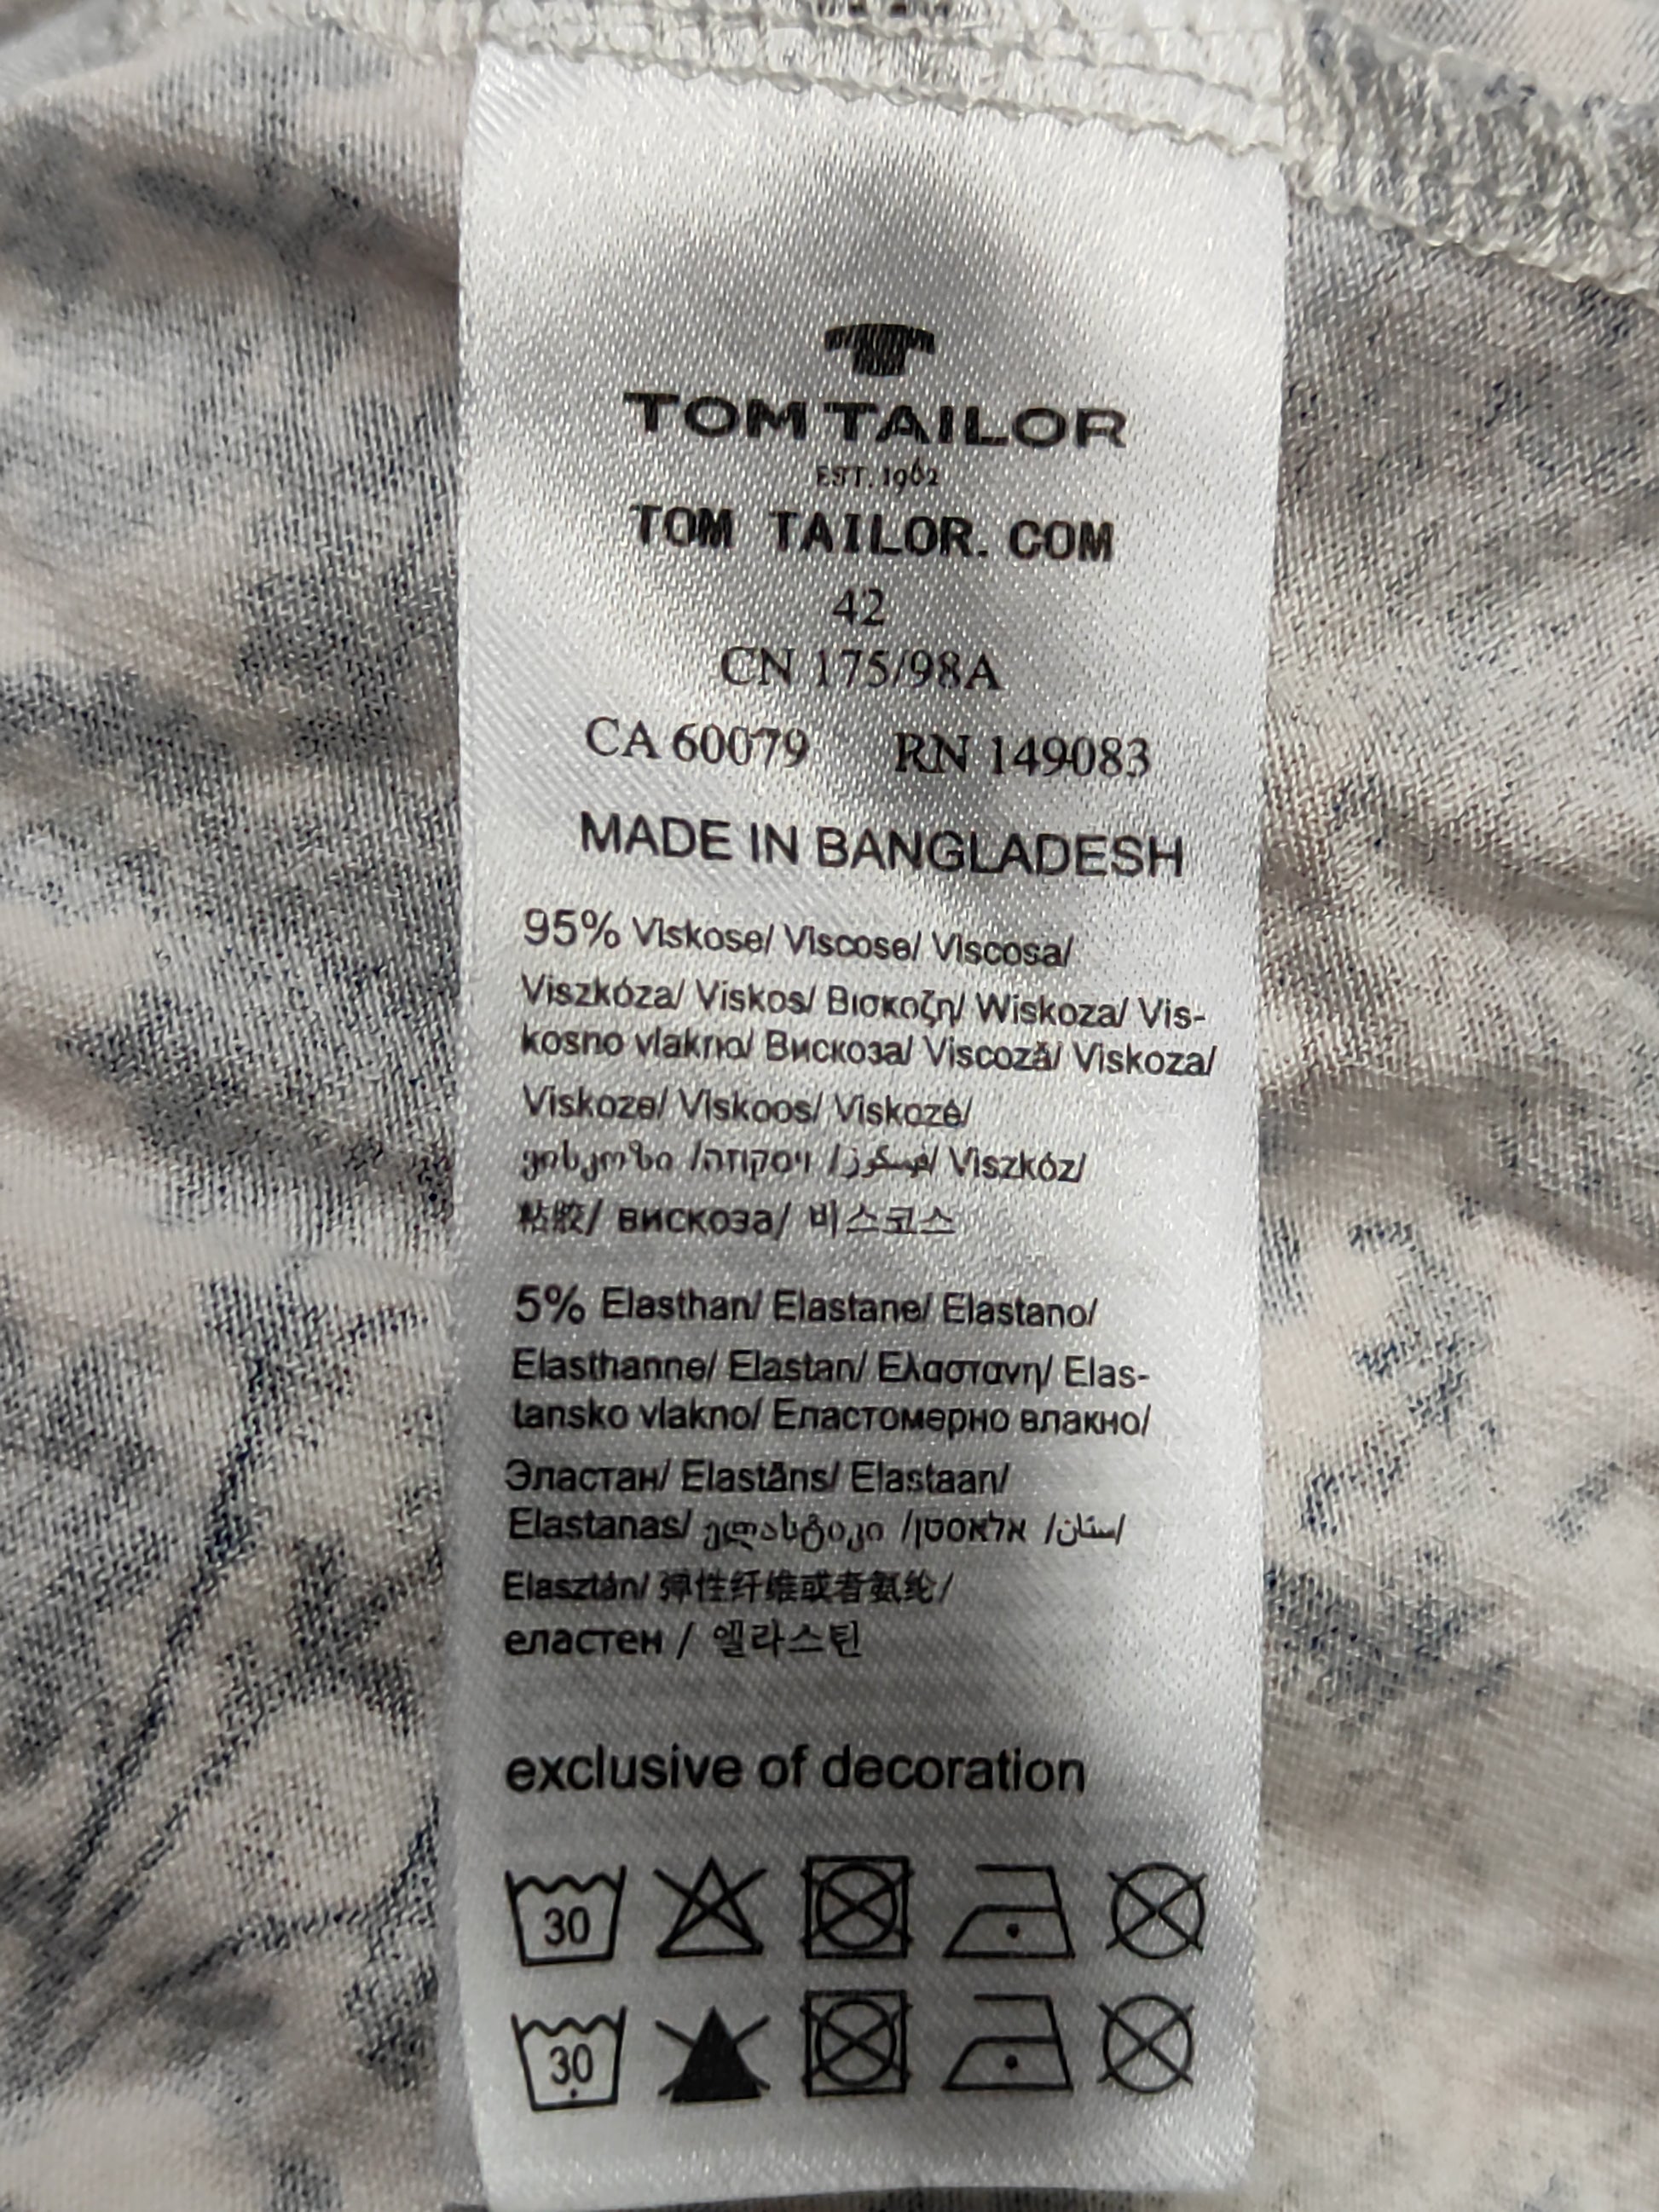 TOM TAILOR
EST. 1962
TOM TAILOR. COM
42
CN 175/98A
CA 60079 RN 149083
MADE IN BANGLADESH
95% Viskose/ Viscose/ Viscosa/
Viszkóza/ Viskos/ Βισκοζη/ Wiskoza/ Vis-
kosno vlakno/ Вискоза/ Viscoză/ Viskoza/
Viskoze/ Viskoos/ Viskozė/
ვისკოზი /ויסקוזה /فيسكوز/ Viszkóz/
粘胶/ вискоза/ 비스코스
5% Elasthan/ Elastane/ Elastano/
Elasthanne/ Elastan/ Ελαστανη/ Elas-
tansko vlakno/ Еластомерно влакно/
Эластан/ Elastāns/ Elastaan/
Elastanas/ ელასტიკი /אלאסטן /ستان/
Elasztán/ 弹性纤维或者氨纶/
еластен / 엘라스틴
exclusive of decoration
30
30